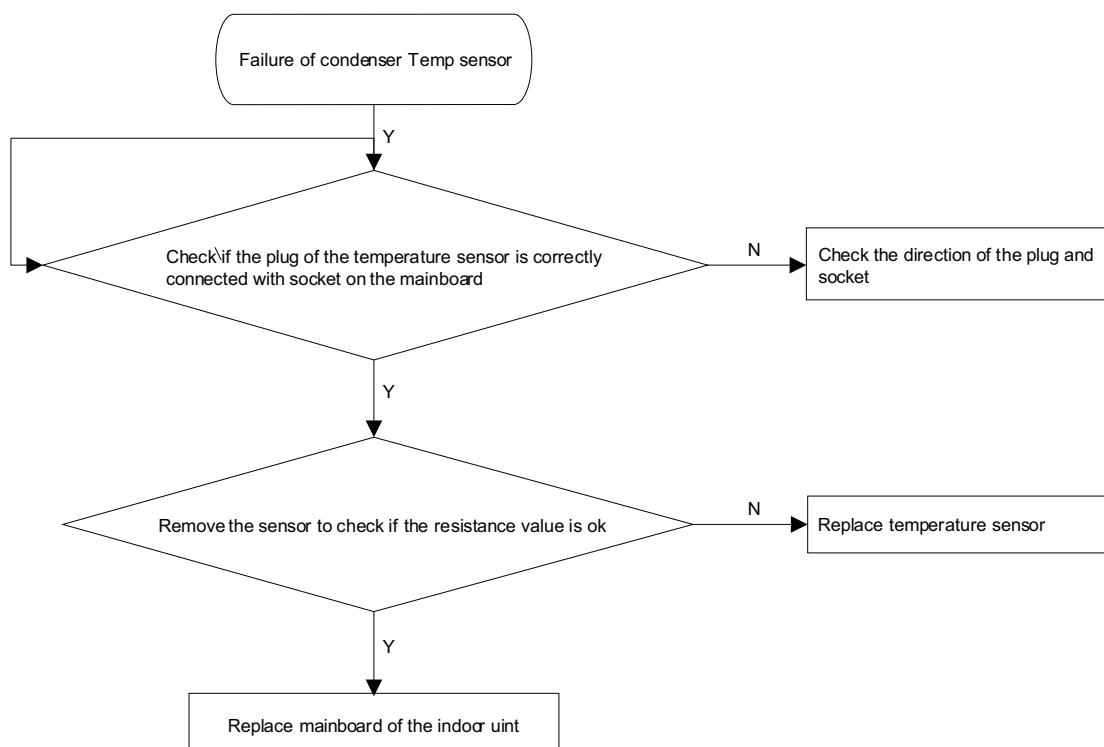 Failure of condenser Temp sensor
Y
Check\if the plug of the temperature sensor is correctly
connected with socket on the mainboard
N
Check the direction of the plug and
socket
Y
Remove the sensor to check if the resistance value is ok
N
Replace temperature sensor
Y
Replace mainboard of the indoor uint